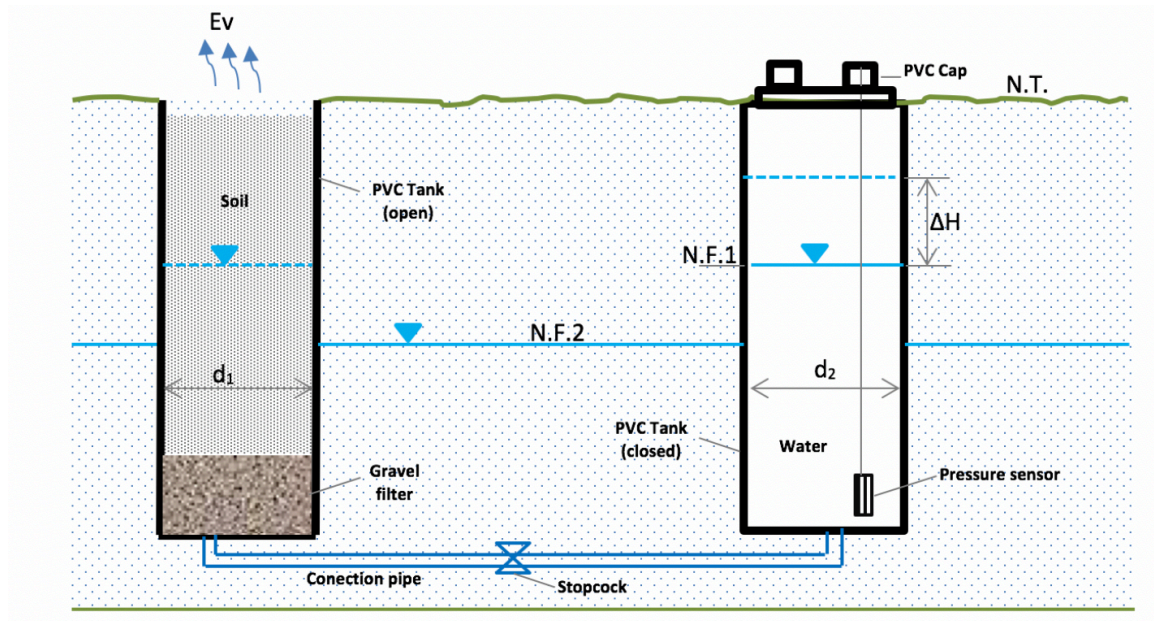 Ev
PVC Cap
N.T.
Soil
PVC Tank
(open)
ΔH
N.F.1
N.F.2
d₁
d₂
PVC Tank
(closed)
Water
Gravel
filter
Pressure sensor
Conection pipe
Stopcock